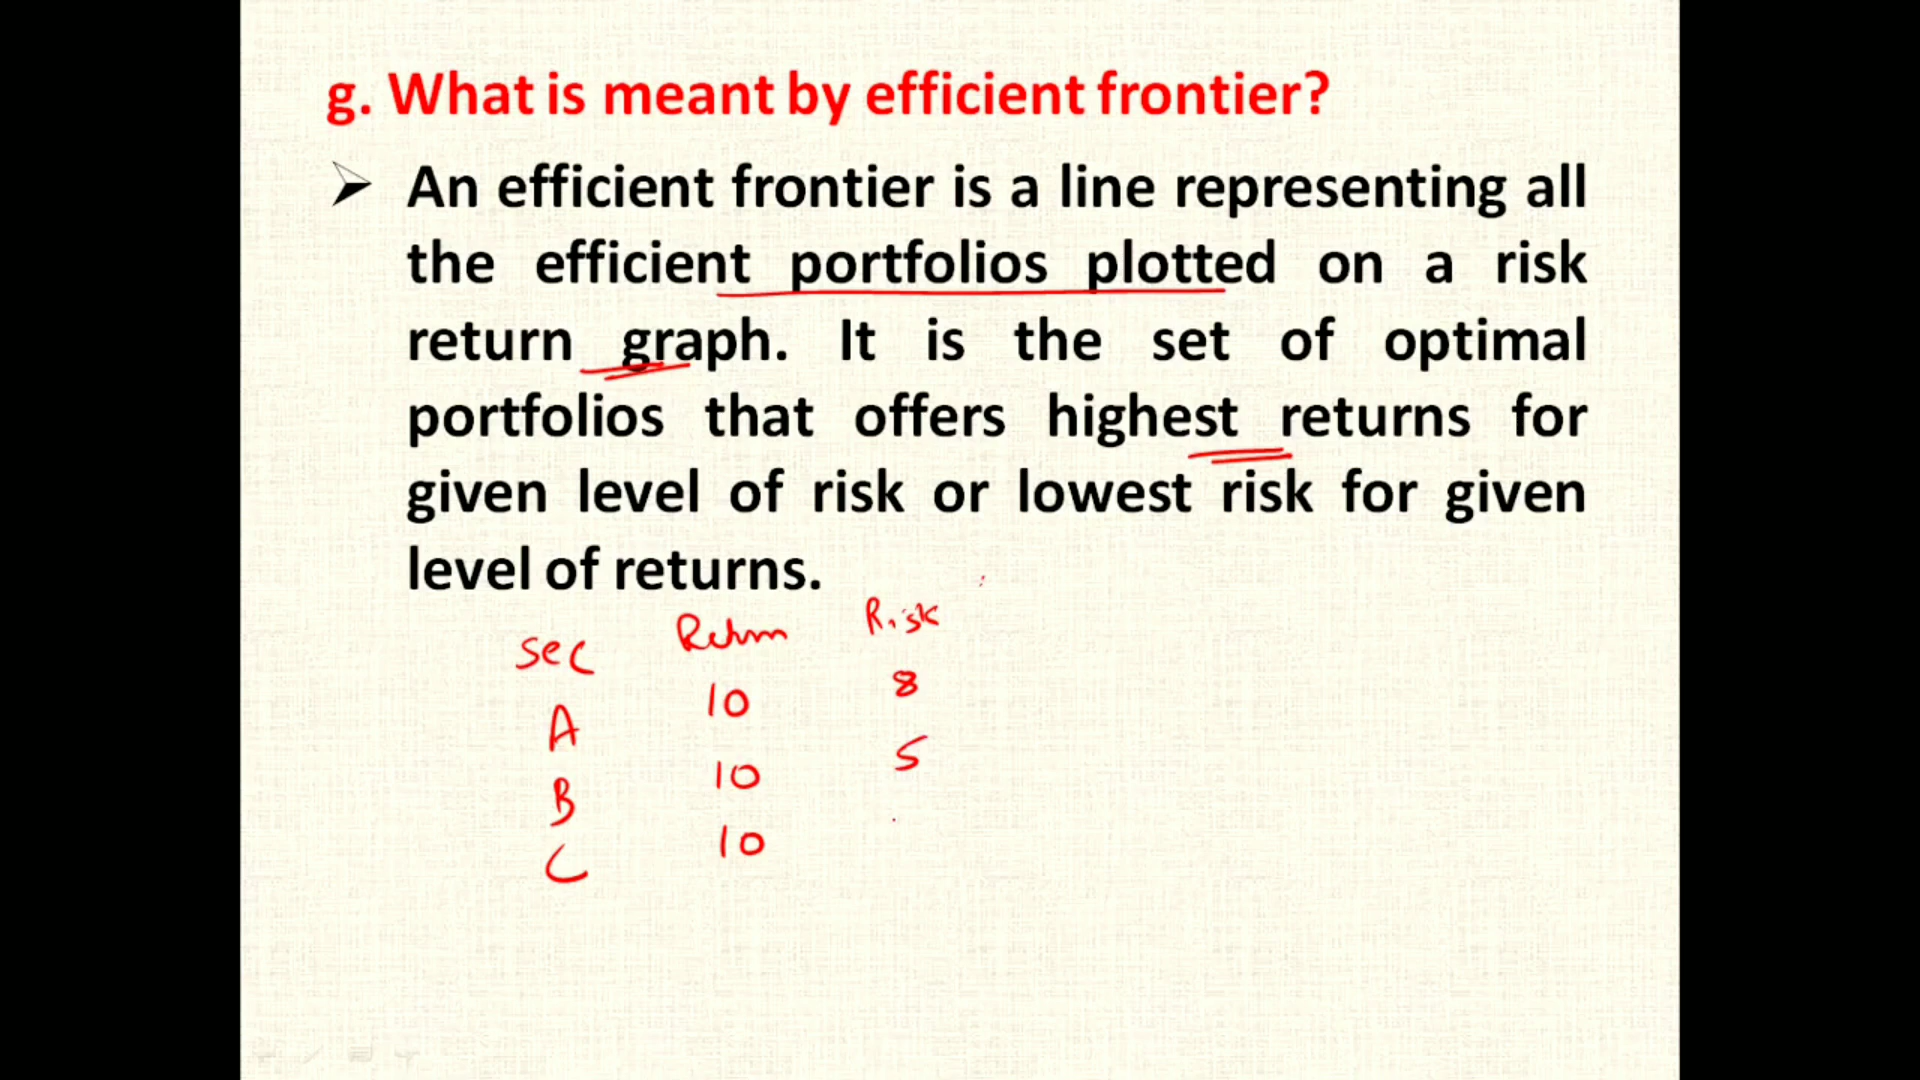 g. What is meant by efficient frontier?
➢ An efficient frontier is a line representing all
the efficient portfolios plotted on a risk
return graph. It is the set of optimal
portfolios that offers highest returns for
given level of risk or lowest risk for given
level of returns.
Sec Return Risk
A 10 8
B 10 5
C 10